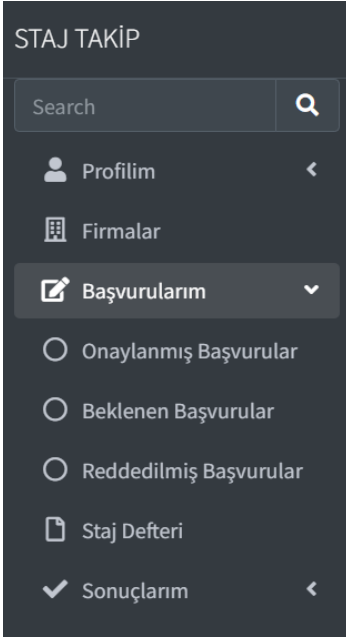 STAJ TAKİP
Search
Profilim
Firmalar
Başvurularım
Onaylanmış Başvurular
Beklenen Başvurular
Reddedilmiş Başvurular
Staj Defteri
Sonuçlarım